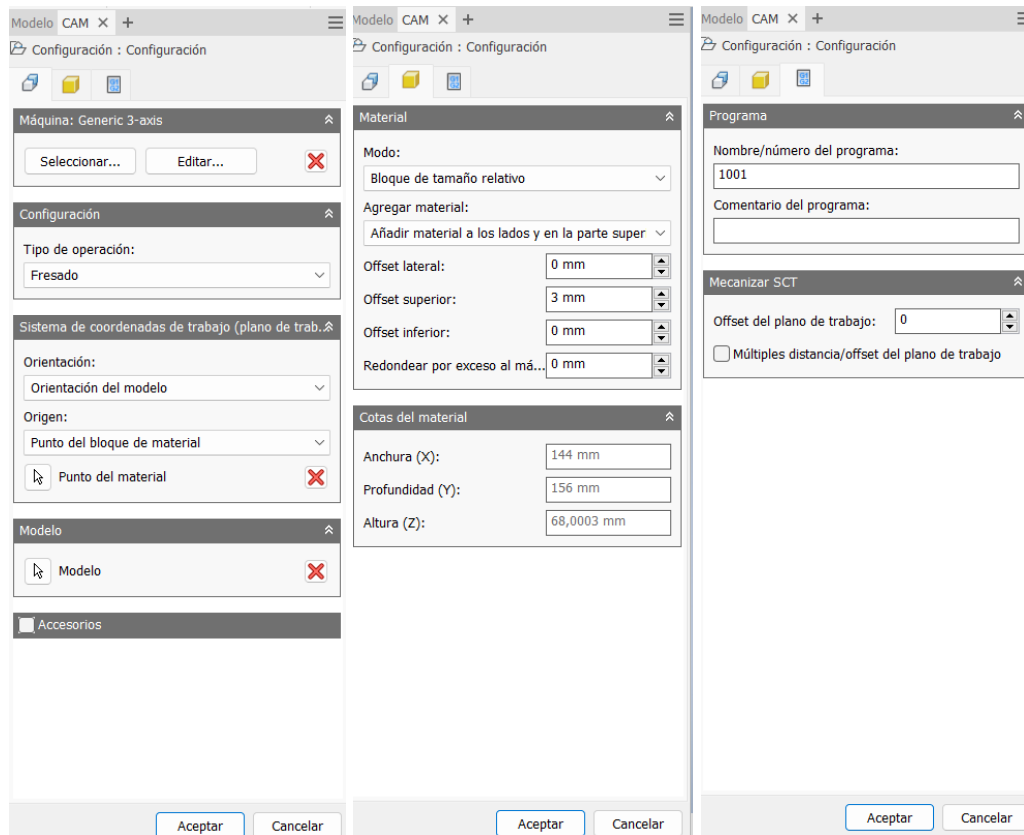 Modelo CAM × +
Configuración : Configuración
Máquina: Generic 3-axis
Seleccionar... Editar...
Configuración
Tipo de operación:
Fresado
Sistema de coordenadas de trabajo (plano de trab...
Orientación:
Orientación del modelo
Origen:
Punto del bloque de material
Punto del material
Modelo
Modelo
Accesorios
Aceptar Cancelar
Modelo CAM × +
Configuración : Configuración
Material
Modo:
Bloque de tamaño relativo
Agregar material:
Añadir material a los lados y en la parte super
Offset lateral: 0 mm
Offset superior: 3 mm
Offset inferior: 0 mm
Redondear por exceso al má... 0 mm
Cotas del material
Anchura (X): 144 mm
Profundidad (Y): 156 mm
Altura (Z): 68,0003 mm
Aceptar Cancelar
Modelo CAM × +
Configuración : Configuración
Programa
Nombre/número del programa:
1001
Comentario del programa:
Mecanizar SCT
Offset del plano de trabajo: 0
Múltiples distancia/offset del plano de trabajo
Aceptar Cancelar